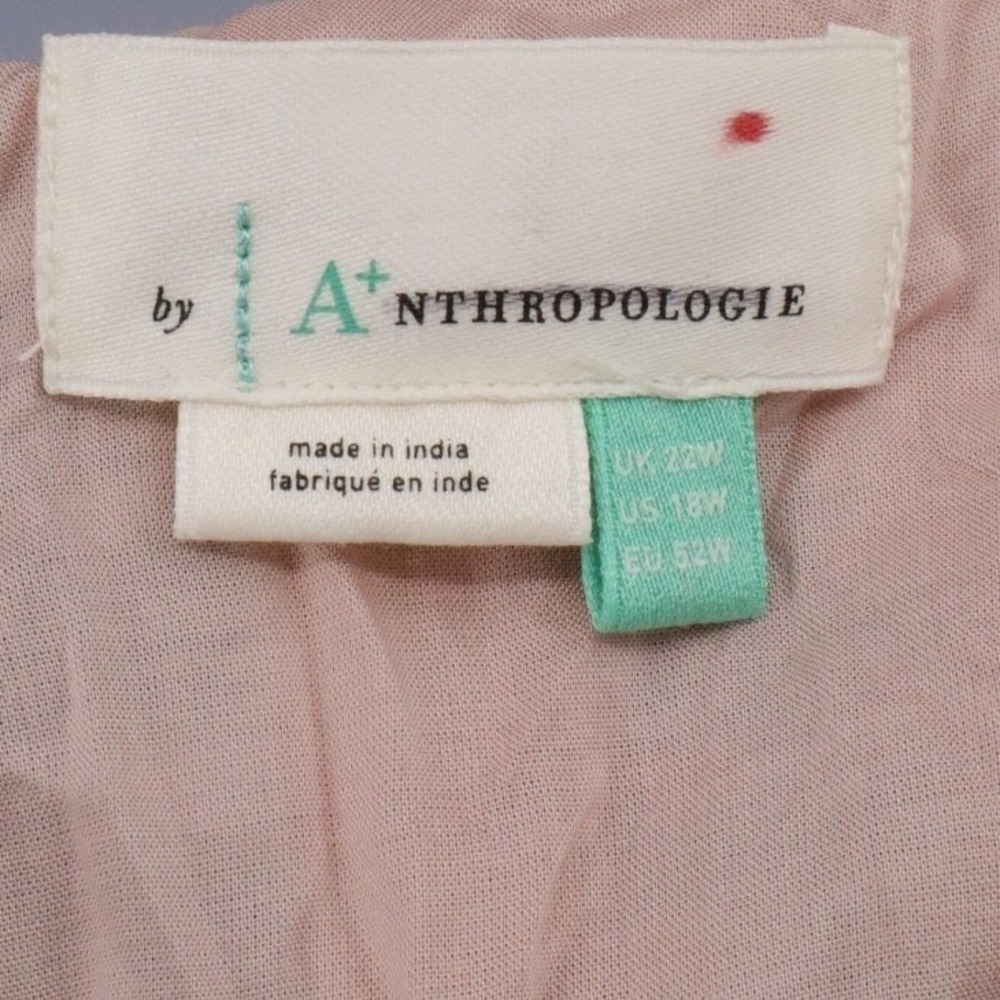 by A+NTHROPOLOGIE
made in india
fabriqué en inde
UK 22W
US 18W
EU 52W